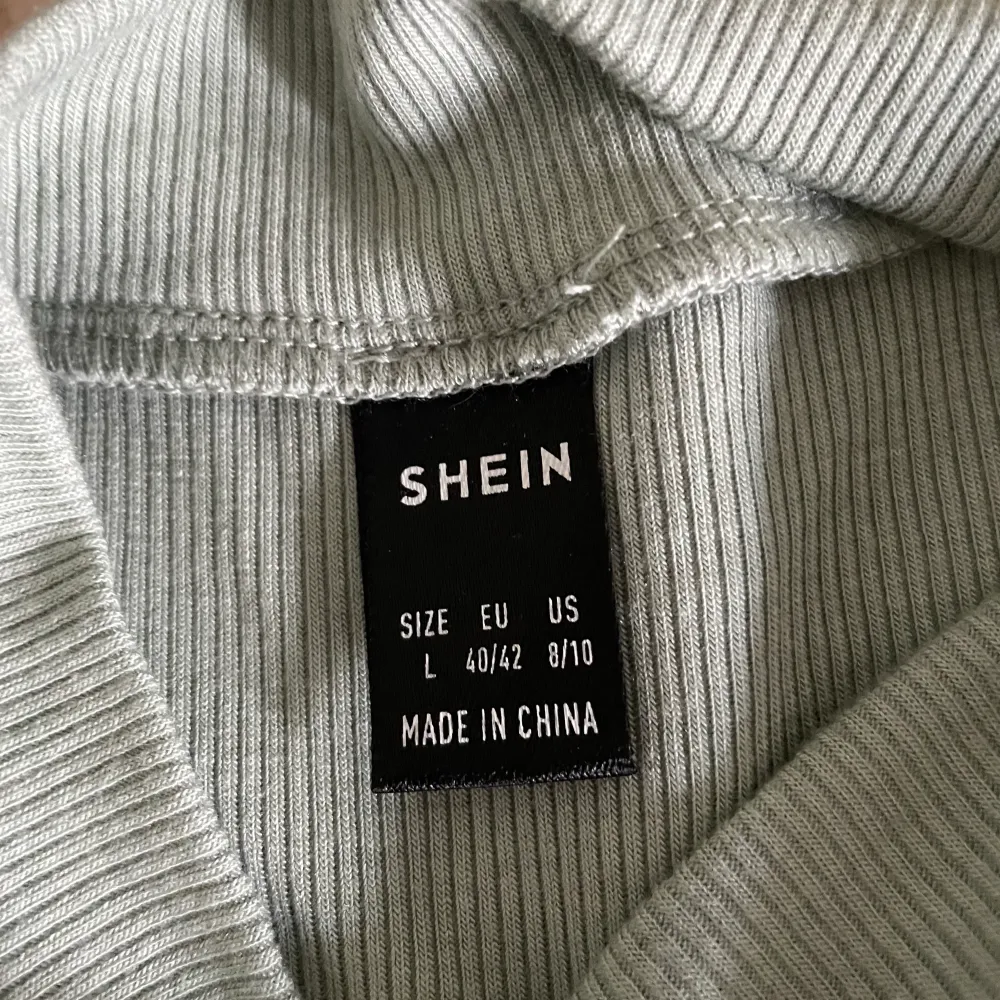 SHEIN
SIZE EU US
L 40/42 8/10
MADE IN CHINA